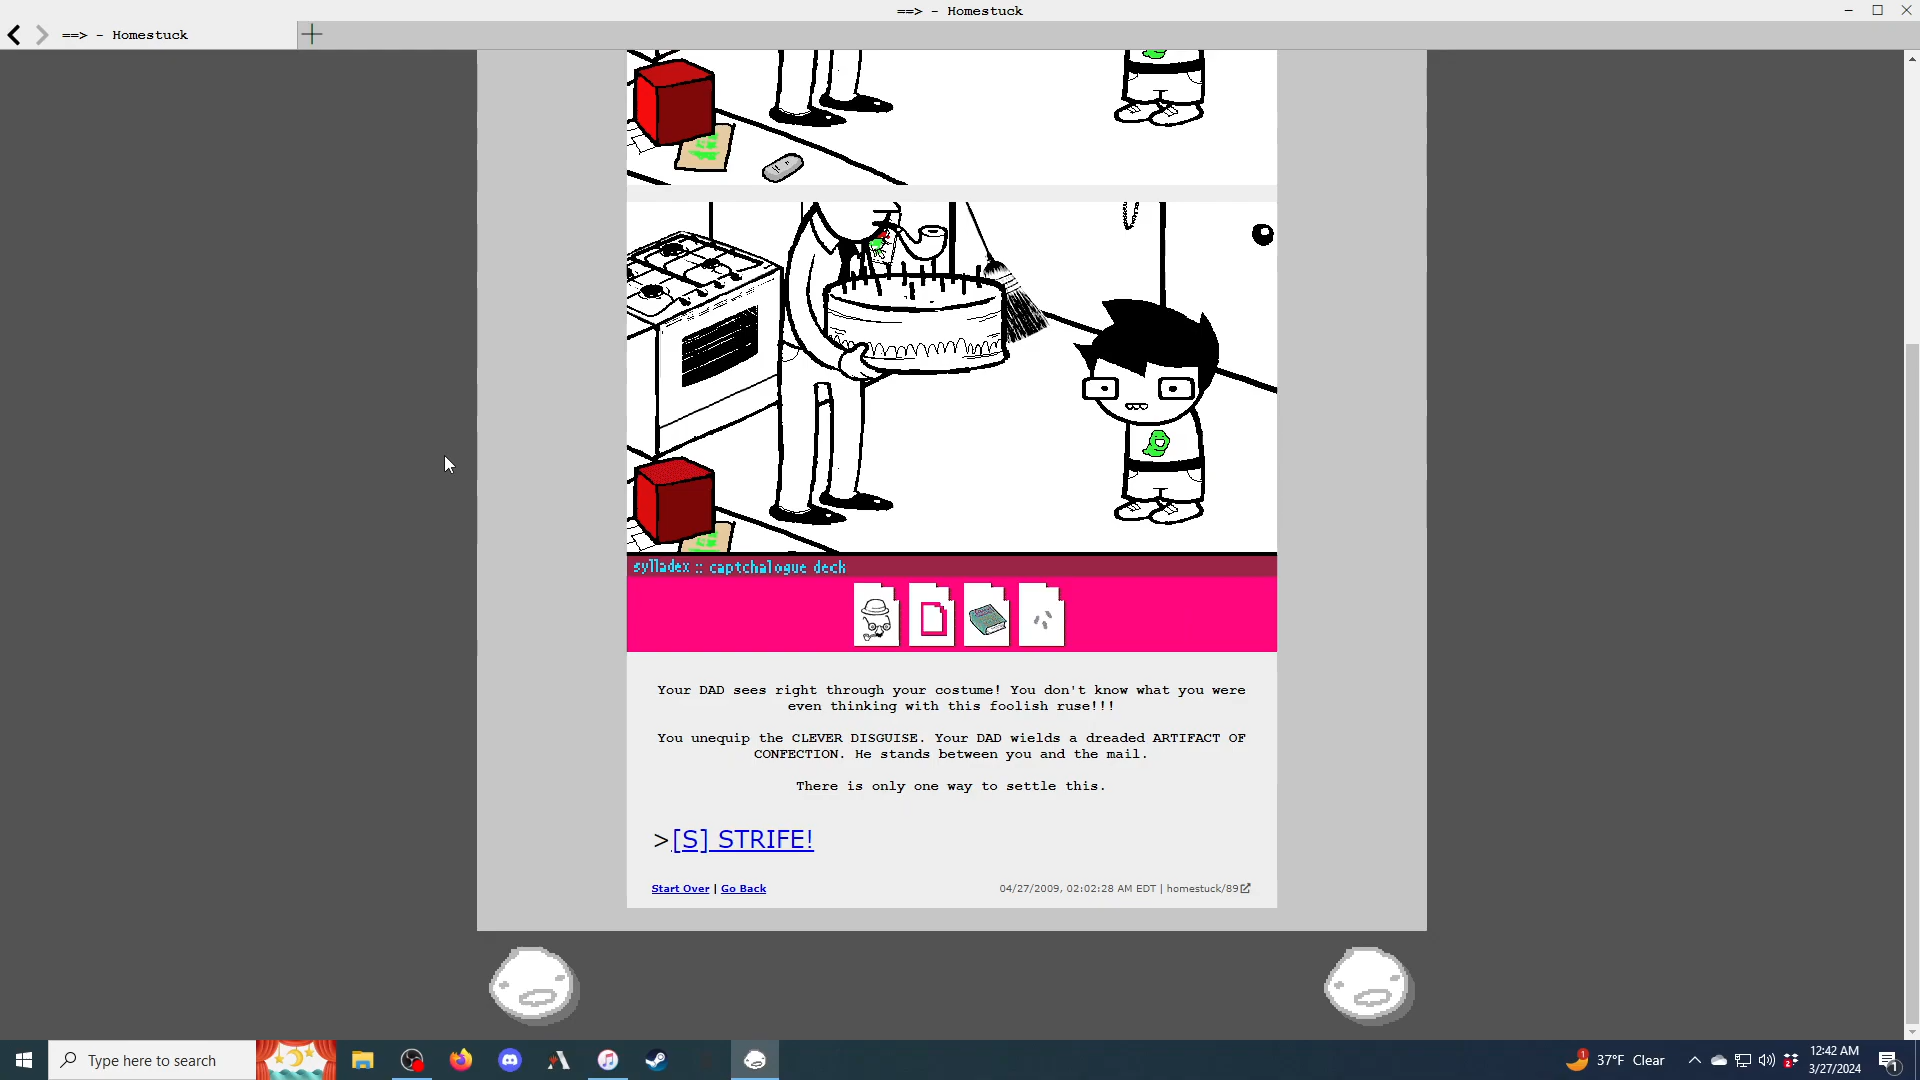 ==> - Homestuck
==> - Homestuck
sylladex :: captchalogue deck
Your DAD sees right through your costume! You don't know what you were
even thinking with this foolish ruse!!!
You unequip the CLEVER DISGUISE. Your DAD wields a dreaded ARTIFACT OF
CONFECTION. He stands between you and the mail.
There is only one way to settle this.
>[S] STRIFE!
Start Over | Go Back
04/27/2009, 02:02:28 AM EDT | homestuck/89
Type here to search
37°F Clear
12:42 AM
3/27/2024